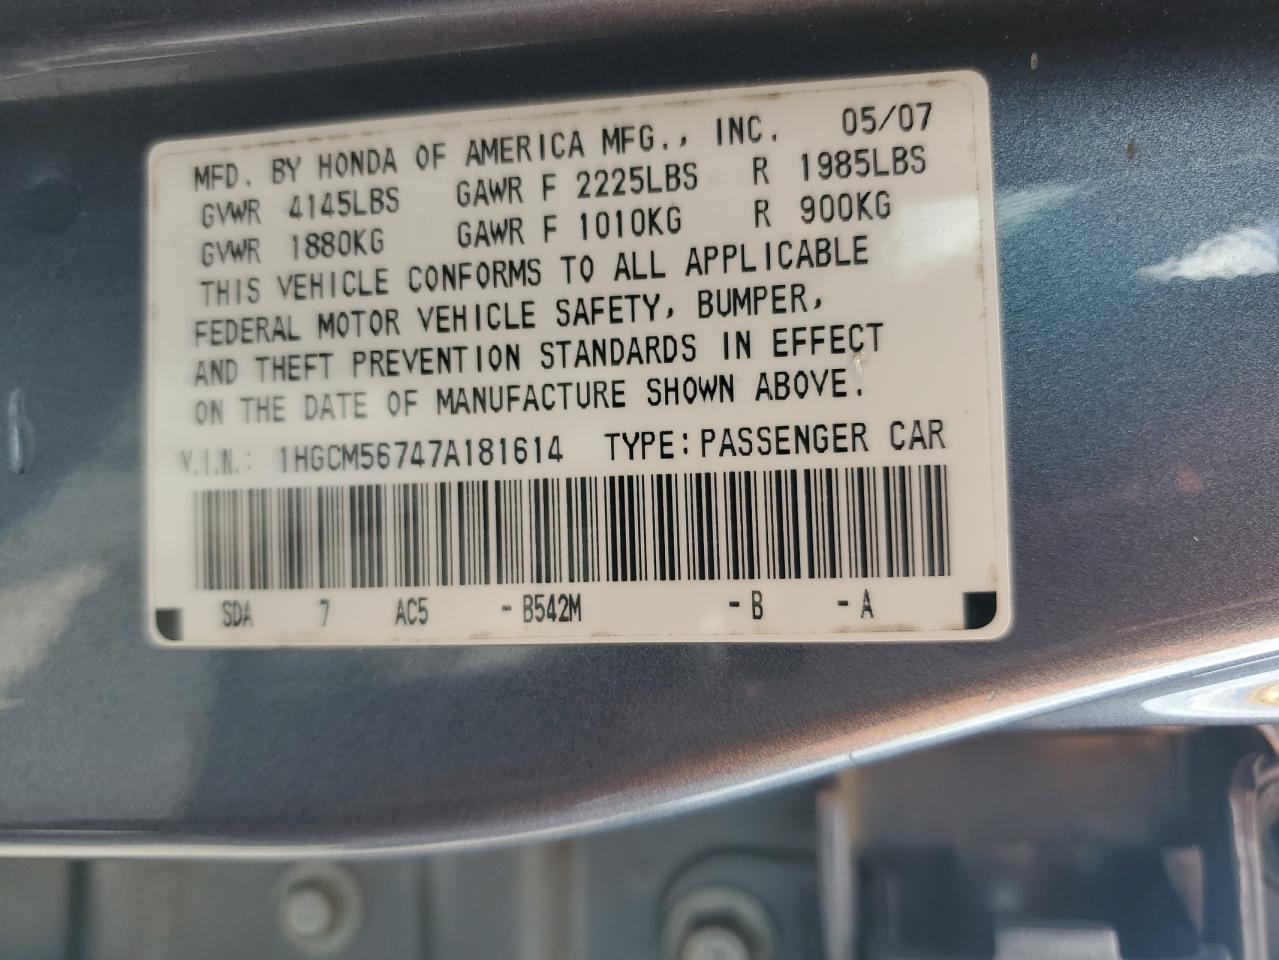 MFD. BY HONDA OF AMERICA MFG., INC. 05/07
GVWR 4145LBS GAWR F 2225LBS R 1985LBS
GVWR 1880KG GAWR F 1010KG R 900KG
THIS VEHICLE CONFORMS TO ALL APPLICABLE
FEDERAL MOTOR VEHICLE SAFETY, BUMPER,
AND THEFT PREVENTION STANDARDS IN EFFECT
ON THE DATE OF MANUFACTURE SHOWN ABOVE.
V.I.N.: 1HGCM56747A181614 TYPE: PASSENGER CAR
SDA 7 AC5 - B542M - B - A